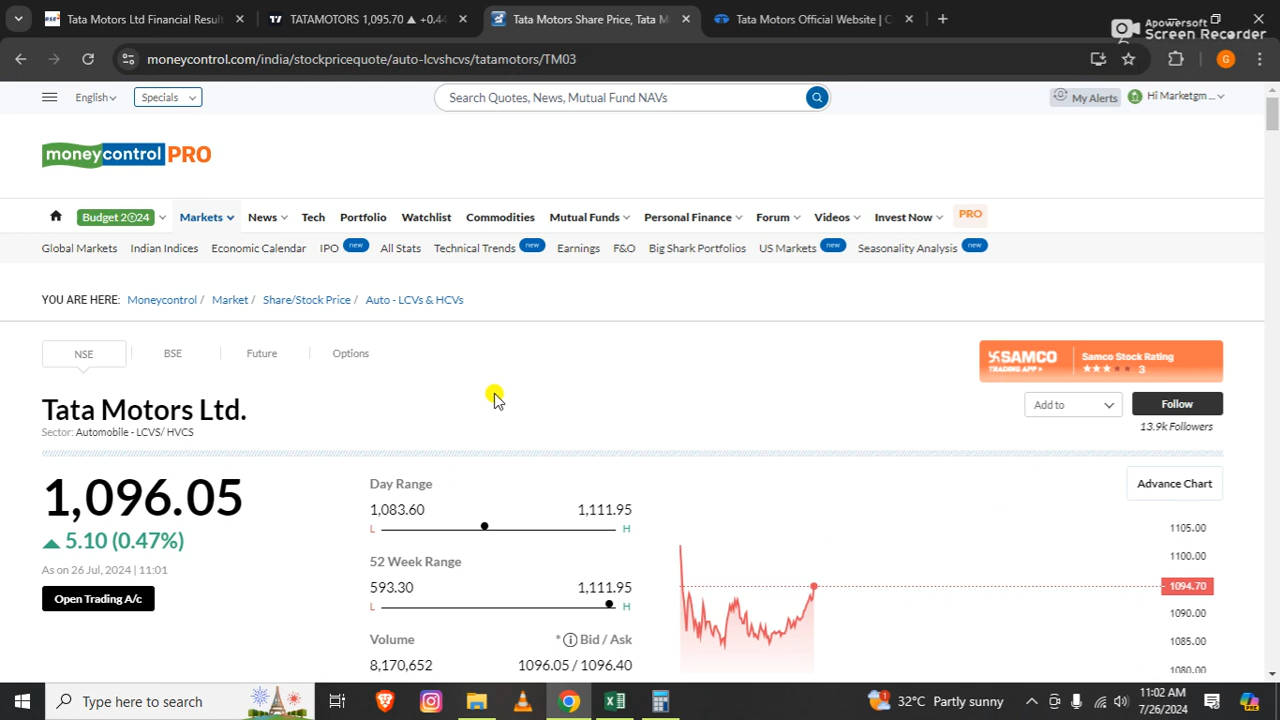 Tata Motors Ltd Financial Result
TATAMOTORS 1,095.70 ▲ +0.4
Tata Motors Share Price, Tata M
Tata Motors Official Website | C
Apowersoft
Screen Recorder
moneycontrol.com/india/stockpricequote/auto-lcvshcvs/tatamotors/TM03
G
English
Specials
Search Quotes, News, Mutual Fund NAVs
My Alerts
Hi Marketgm ...
moneycontrol PRO
Budget 2024
Markets
News
Tech
Portfolio
Watchlist
Commodities
Mutual Funds
Personal Finance
Forum
Videos
Invest Now
PRO
Global Markets
Indian Indices
Economic Calendar
IPO new
All Stats
Technical Trends new
Earnings
F&O
Big Shark Portfolios
US Markets new
Seasonality Analysis new
YOU ARE HERE: Moneycontrol / Market / Share/Stock Price / Auto - LCVs & HCVs
NSE
BSE
Future
Options
SAMCO
TRADING APP
Samco Stock Rating
★★★★★ 3
Tata Motors Ltd.
Sector: Automobile - LCVS/ HVCS
Add to
Follow
13.9k Followers
1,096.05
▲ 5.10 (0.47%)
As on 26 Jul, 2024 | 11:01
Open Trading A/c
Day Range
1,083.60 1,111.95
L H
52 Week Range
593.30 1,111.95
L H
Volume * Bid / Ask
8,170,652 1096.05 / 1096.40
Advance Chart
1105.00
1100.00
1094.70
1090.00
1085.00
1080.00
Type here to search
1
32°C Partly sunny
11:02 AM
7/26/2024
PRE